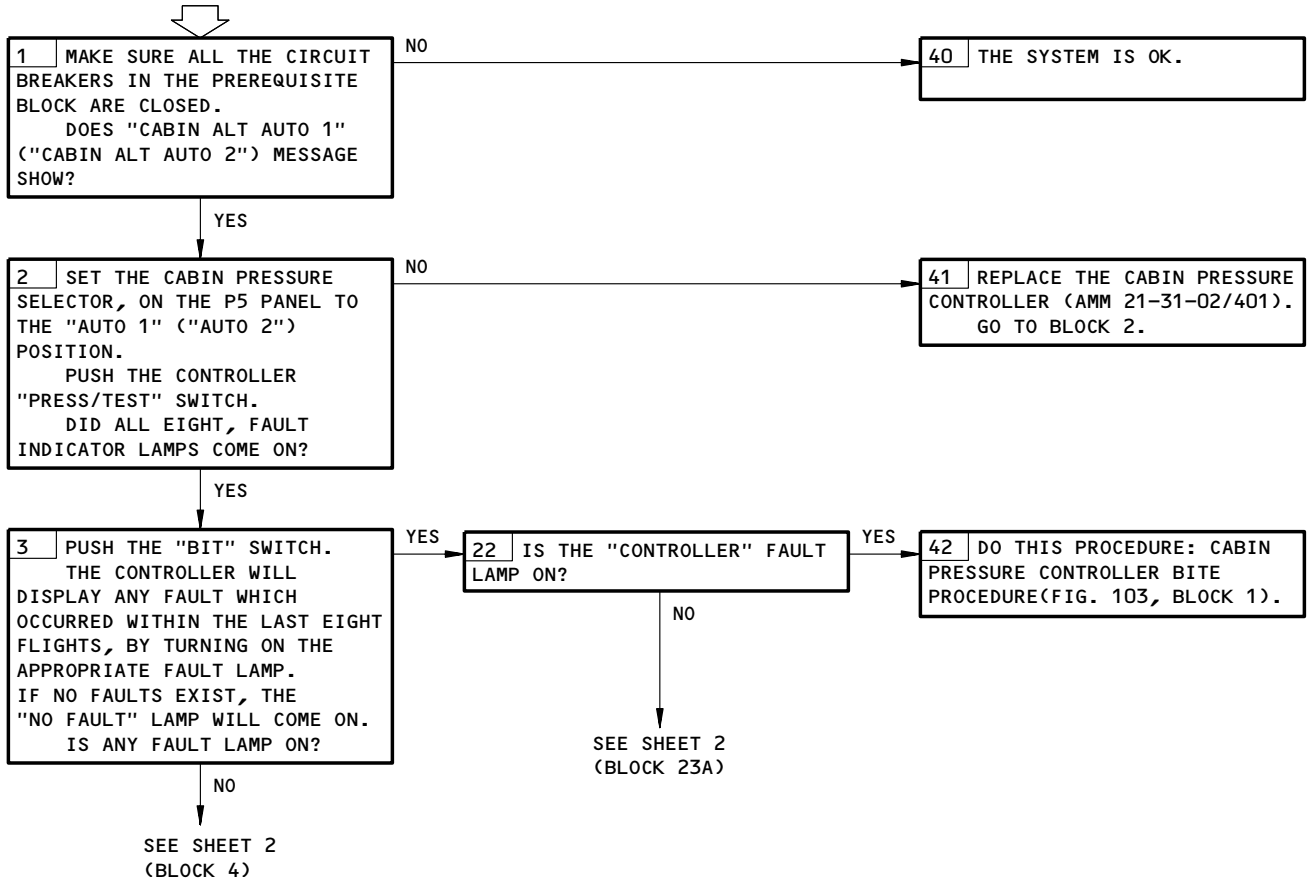 1 MAKE SURE ALL THE CIRCUIT
BREAKERS IN THE PREREQUISITE
BLOCK ARE CLOSED.
DOES "CABIN ALT AUTO 1"
("CABIN ALT AUTO 2") MESSAGE
SHOW?
NO
40 THE SYSTEM IS OK.
YES
2 SET THE CABIN PRESSURE
SELECTOR, ON THE P5 PANEL TO
THE "AUTO 1" ("AUTO 2")
POSITION.
PUSH THE CONTROLLER
"PRESS/TEST" SWITCH.
DID ALL EIGHT, FAULT
INDICATOR LAMPS COME ON?
NO
41 REPLACE THE CABIN PRESSURE
CONTROLLER (AMM 21-31-02/401).
GO TO BLOCK 2.
YES
3 PUSH THE "BIT" SWITCH.
THE CONTROLLER WILL
DISPLAY ANY FAULT WHICH
OCCURRED WITHIN THE LAST EIGHT
FLIGHTS, BY TURNING ON THE
APPROPRIATE FAULT LAMP.
IF NO FAULTS EXIST, THE
"NO FAULT" LAMP WILL COME ON.
IS ANY FAULT LAMP ON?
YES
22 IS THE "CONTROLLER" FAULT
LAMP ON?
YES
42 DO THIS PROCEDURE: CABIN
PRESSURE CONTROLLER BITE
PROCEDURE(FIG. 103, BLOCK 1).
NO
SEE SHEET 2
(BLOCK 23A)
NO
SEE SHEET 2
(BLOCK 4)